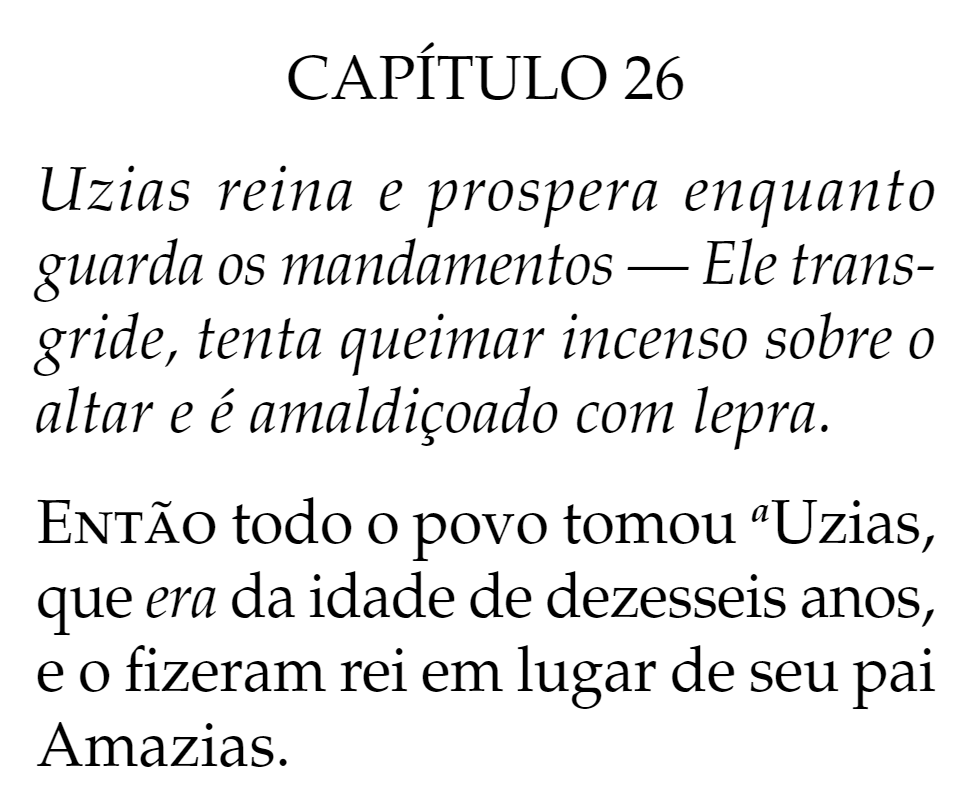 CAPÍTULO 26
Uzias reina e prospera enquanto
guarda os mandamentos — Ele trans-
gride, tenta queimar incenso sobre o
altar e é amaldiçoado com lepra.
ENTÃO todo o povo tomou ᵃUzias,
que era da idade de dezesseis anos,
e o fizeram rei em lugar de seu pai
Amazias.